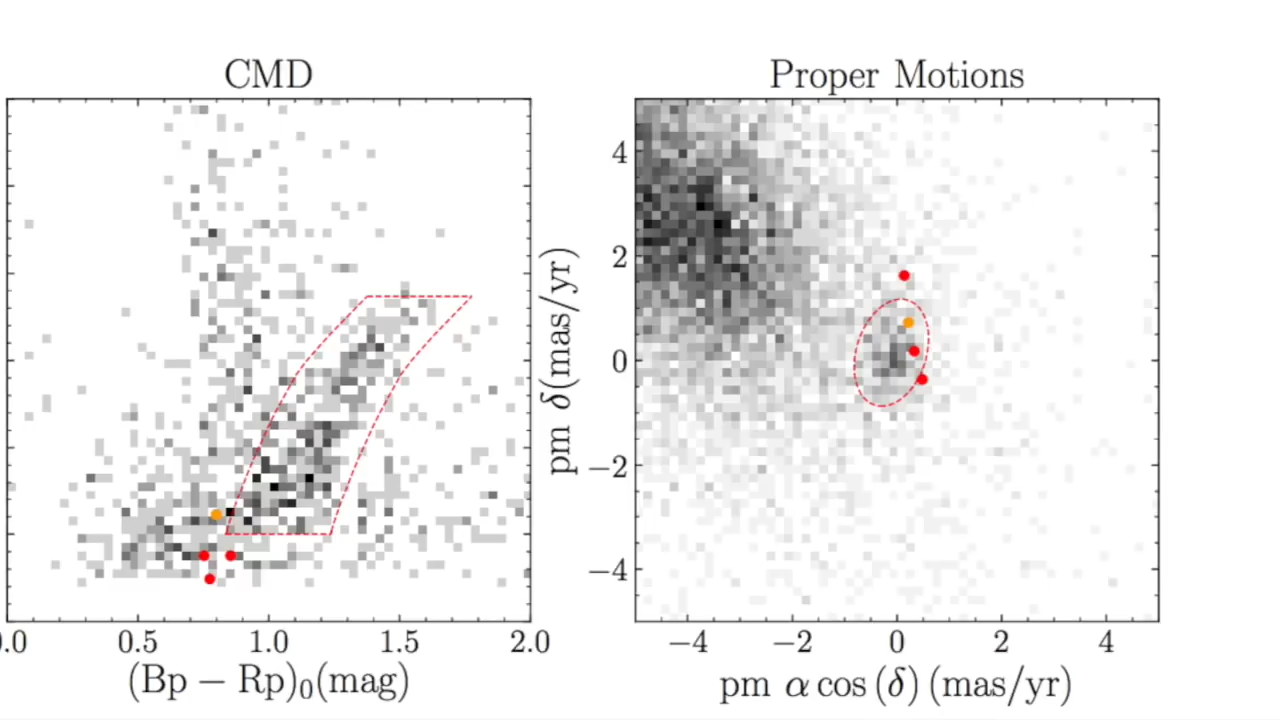 CMD
Proper Motions
0.5
1.0
1.5
2.0
(Bp − Rp)₀(mag)
pm δ(mas/yr)
4
2
0
−2
−4
−4
−2
0
2
4
pm α cos (δ) (mas/yr)